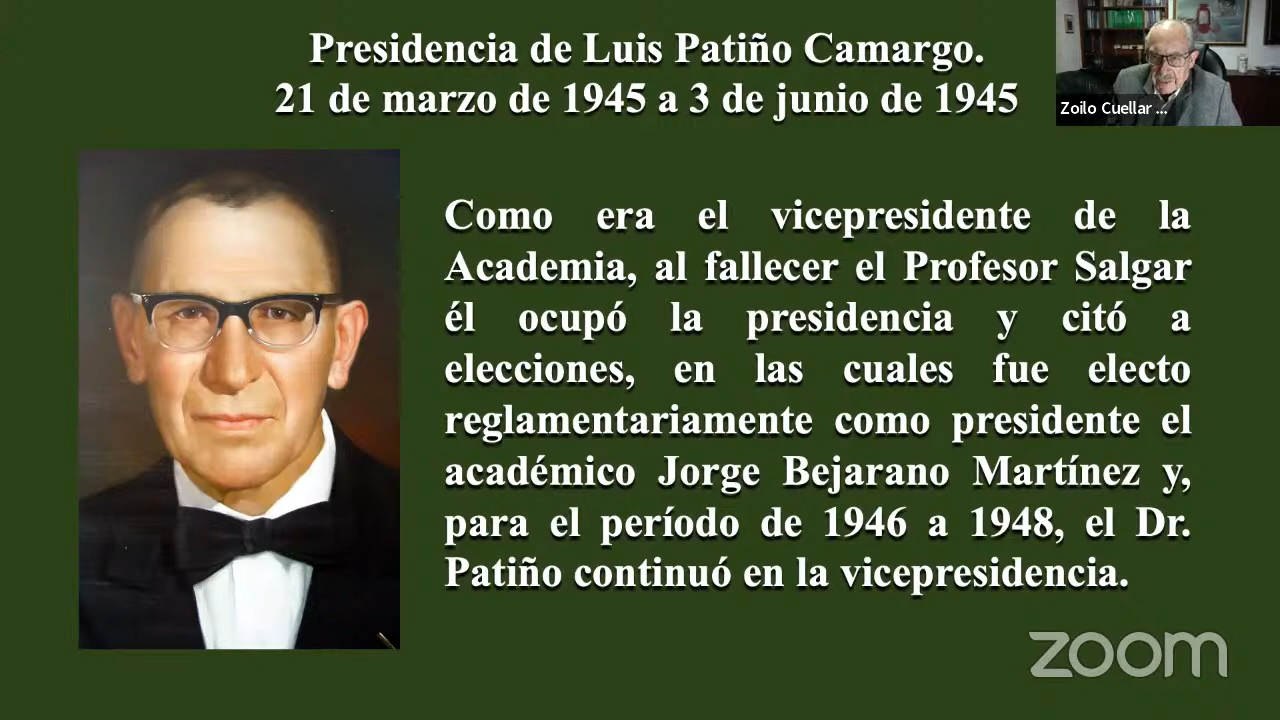 Presidencia de Luis Patiño Camargo.
21 de marzo de 1945 a 3 de junio de 1945
Zoilo Cuellar ...
Como era el vicepresidente de la
Academia, al fallecer el Profesor Salgar
él ocupó la presidencia y citó a
elecciones, en las cuales fue electo
reglamentariamente como presidente el
académico Jorge Bejarano Martínez y,
para el período de 1946 a 1948, el Dr.
Patiño continuó en la vicepresidencia.
zoom